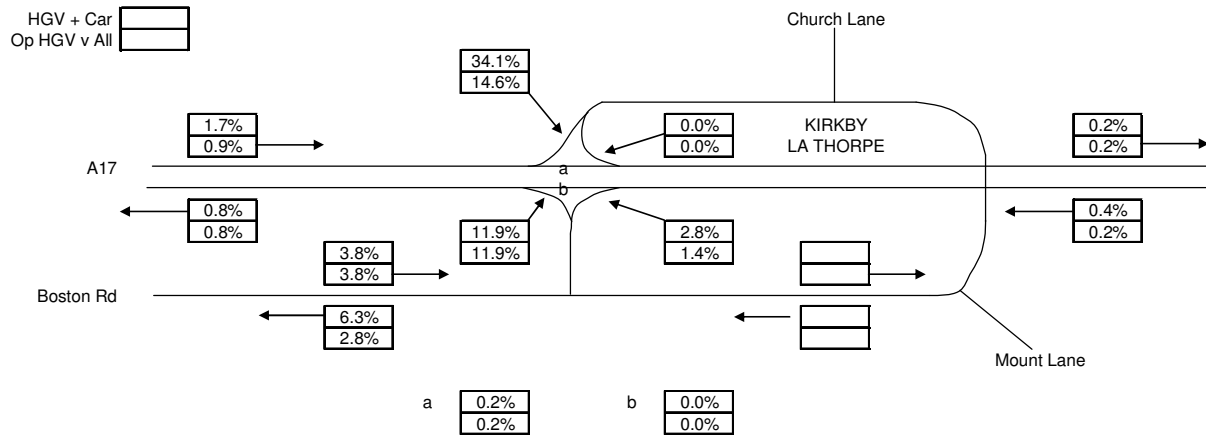 HGV + Car
Op HGV v All
Church Lane
34.1%
14.6%
1.7%
0.9%
0.0%
0.0%
KIRKBY
LA THORPE
0.2%
0.2%
A17
a
b
0.8%
0.8%
11.9%
11.9%
2.8%
1.4%
0.4%
0.2%
3.8%
3.8%
Boston Rd
6.3%
2.8%
Mount Lane
a
0.2%
0.2%
b
0.0%
0.0%